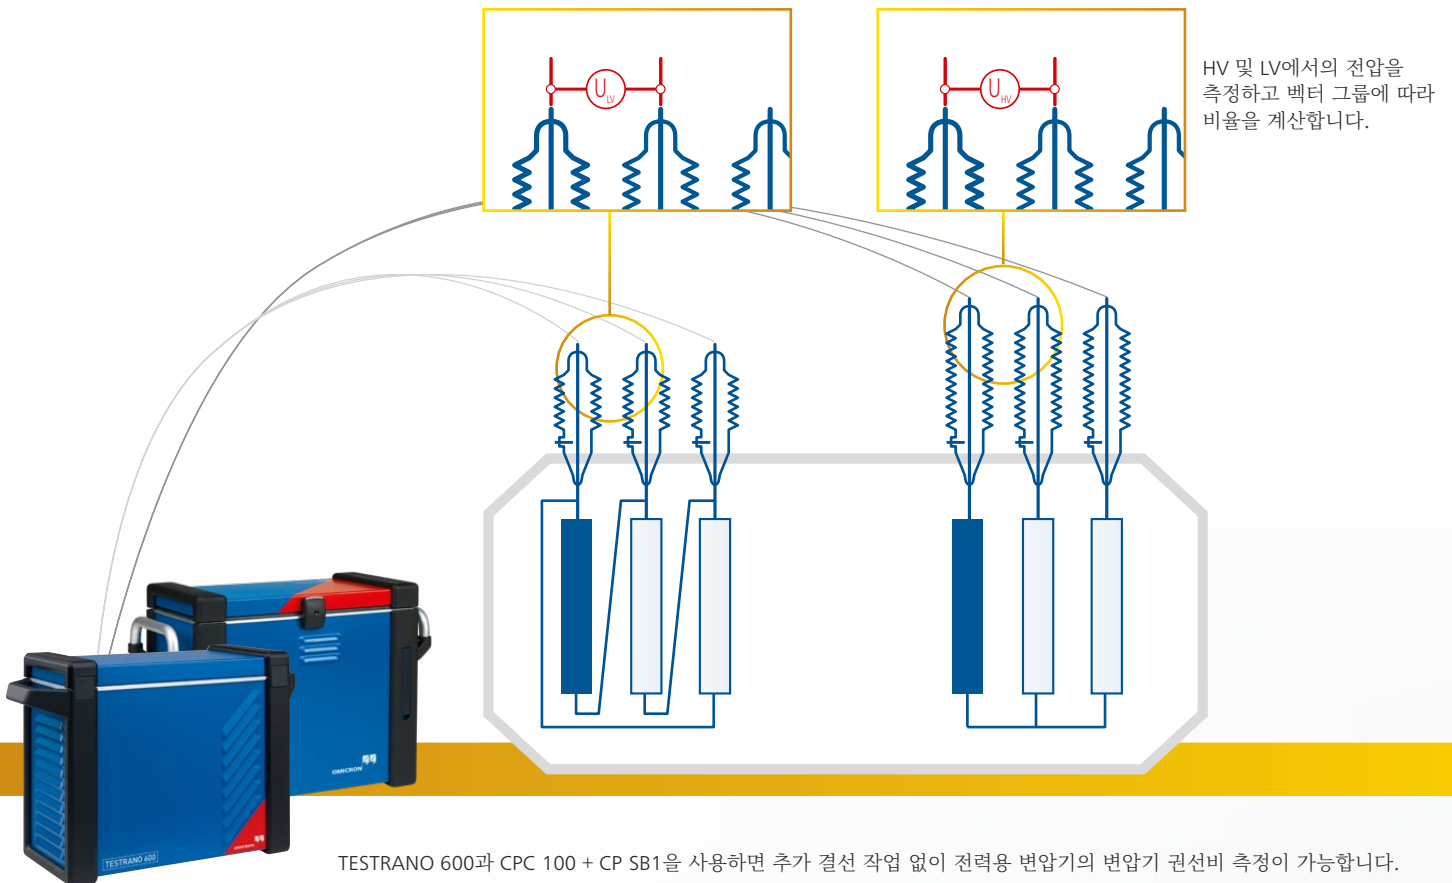 U LV
U HV
HV 및 LV에서의 전압을
측정하고 벡터 그룹에 따라
비율을 계산합니다.
OMICRON
OMICRON
TESTRANO 600
TESTRANO 600과 CPC 100 + CP SB1을 사용하면 추가 결선 작업 없이 전력용 변압기의 변압기 권선비 측정이 가능합니다.